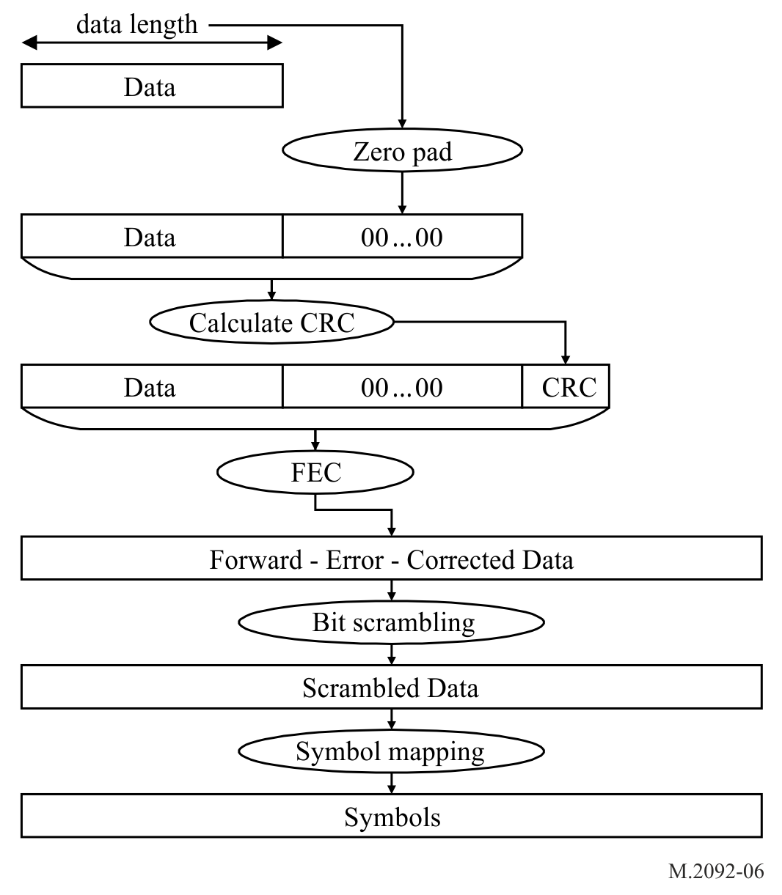 data length
Data
Zero pad
Data 00...00
Calculate CRC
Data 00...00 CRC
FEC
Forward - Error - Corrected Data
Bit scrambling
Scrambled Data
Symbol mapping
Symbols
M.2092-06